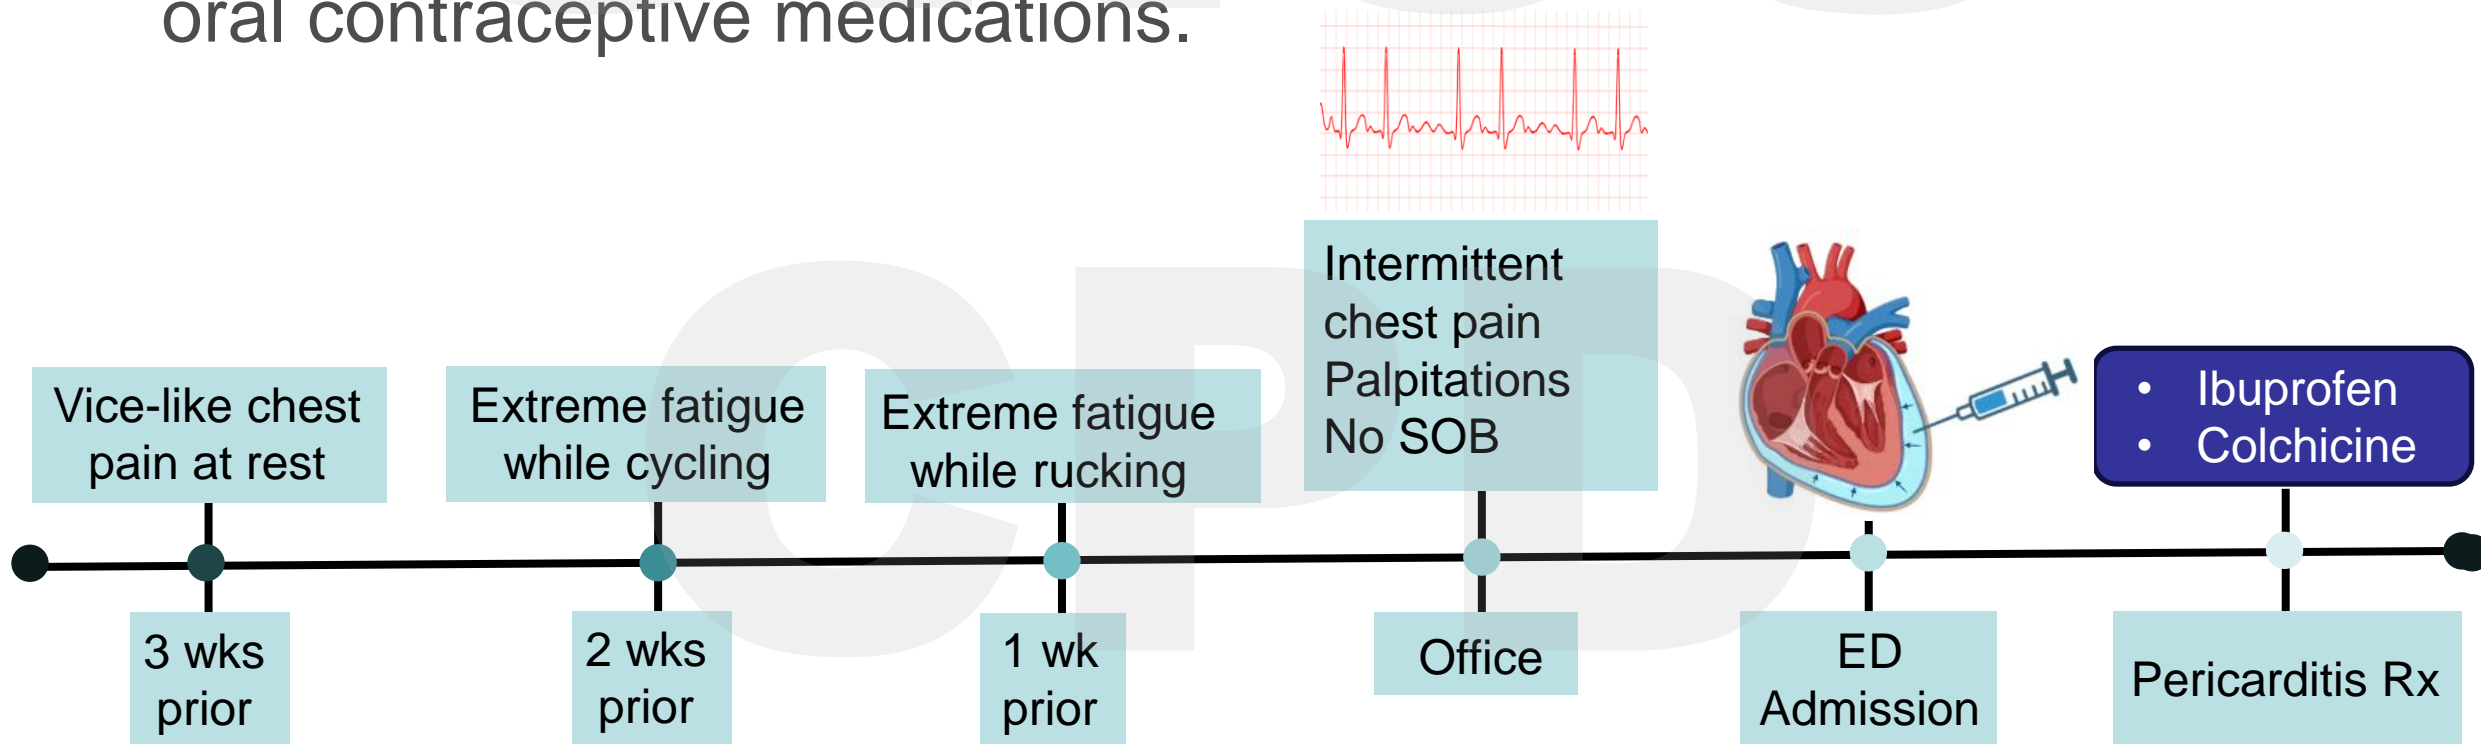 oral contraceptive medications.
Intermittent
chest pain
Palpitations
No SOB
Vice-like chest
pain at rest
Extreme fatigue
while cycling
Extreme fatigue
while rucking
• Ibuprofen
• Colchicine
3 wks
prior
2 wks
prior
1 wk
prior
Office
ED
Admission
Pericarditis Rx
CPD